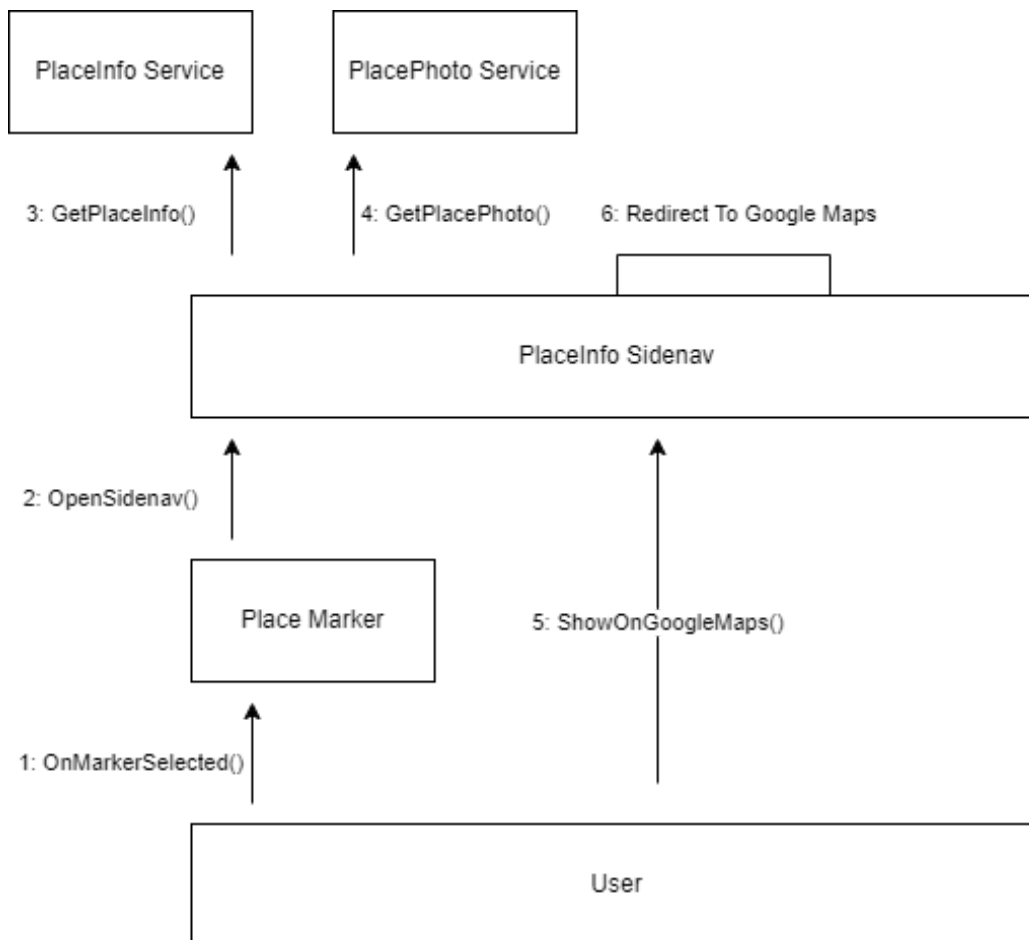 PlaceInfo Service
PlacePhoto Service
3: GetPlaceInfo()
4: GetPlacePhoto()
6: Redirect To Google Maps
PlaceInfo Sidenav
2: OpenSidenav()
Place Marker
5: ShowOnGoogleMaps()
1: OnMarkerSelected()
User